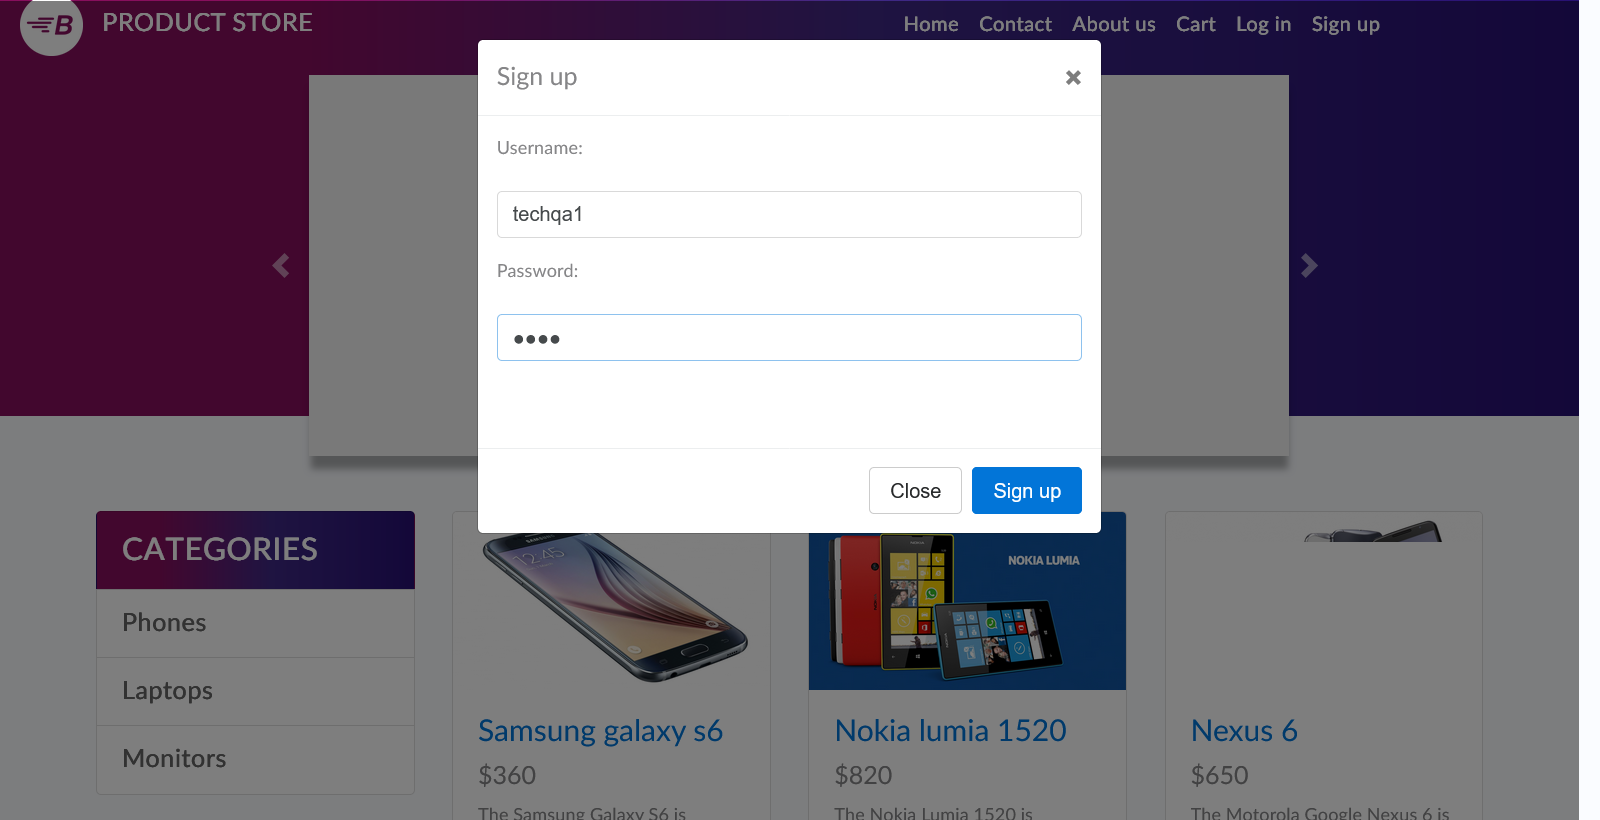 B PRODUCT STORE
Home Contact About us Cart Log in Sign up
Sign up
Username:
techqa1
Password:
••••
Close Sign up
CATEGORIES
Phones
Laptops
Monitors
12:45
SAMSUNG
NOKIA LUMIA
Samsung galaxy s6
$360
The Samsung Galaxy S6 is
Nokia lumia 1520
$820
The Nokia Lumia 1520 is
Nexus 6
$650
The Motorola Google Nexus 6 is